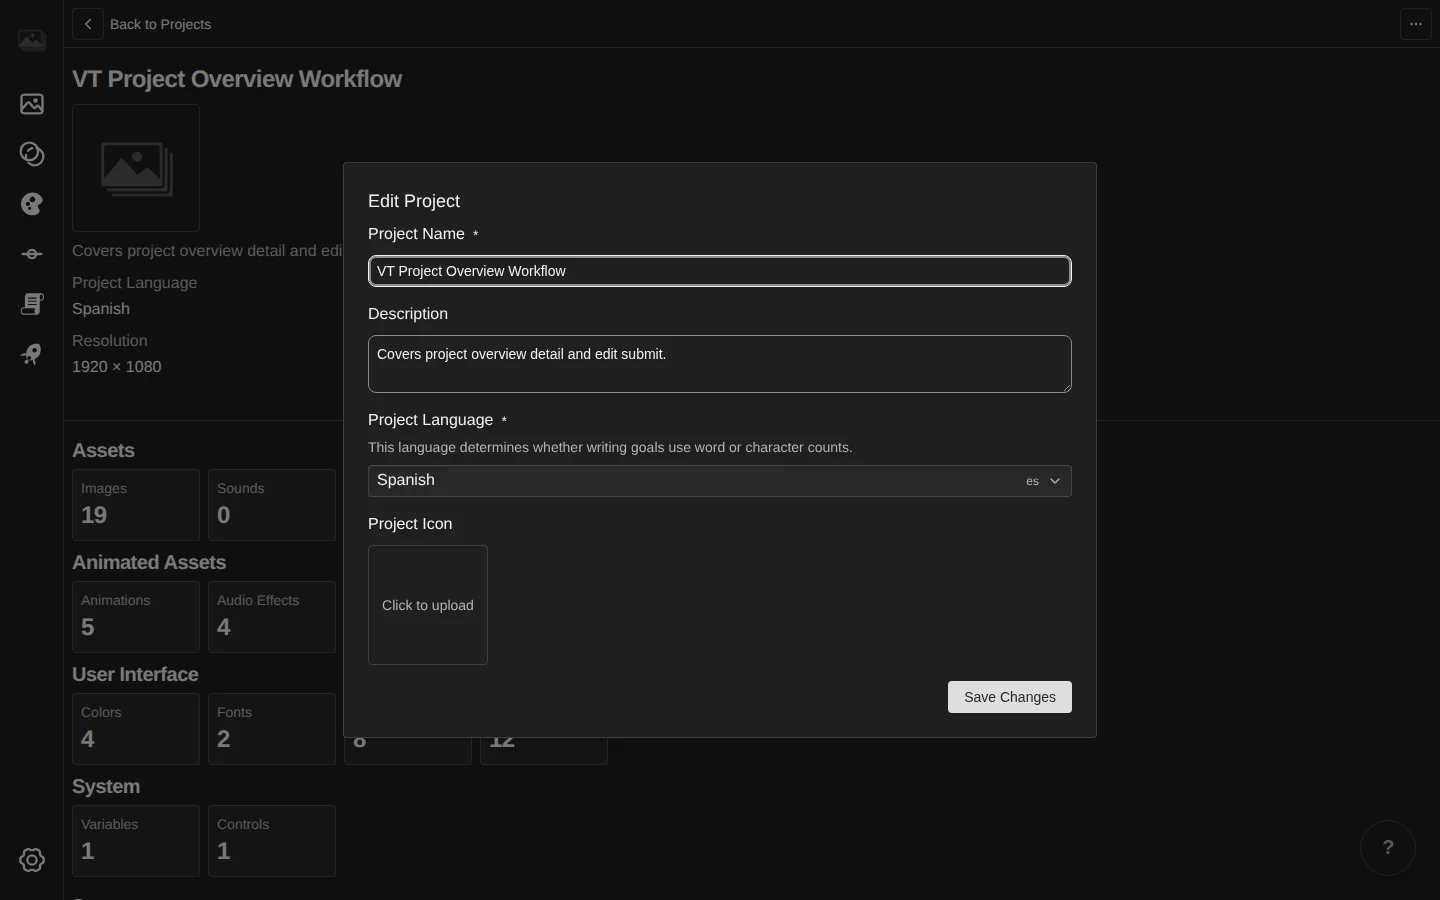 Back to Projects
VT Project Overview Workflow
Covers project overview detail and edi
Project Language
Spanish
Resolution
1920 × 1080
Assets
Images
19
Sounds
0
Animated Assets
Animations
5
Audio Effects
4
User Interface
Colors
4
Fonts
2
8
12
System
Variables
1
Controls
1
Edit Project
Project Name *
VT Project Overview Workflow
Description
Covers project overview detail and edit submit.
Project Language *
This language determines whether writing goals use word or character counts.
Spanish
es
Project Icon
Click to upload
Save Changes
?